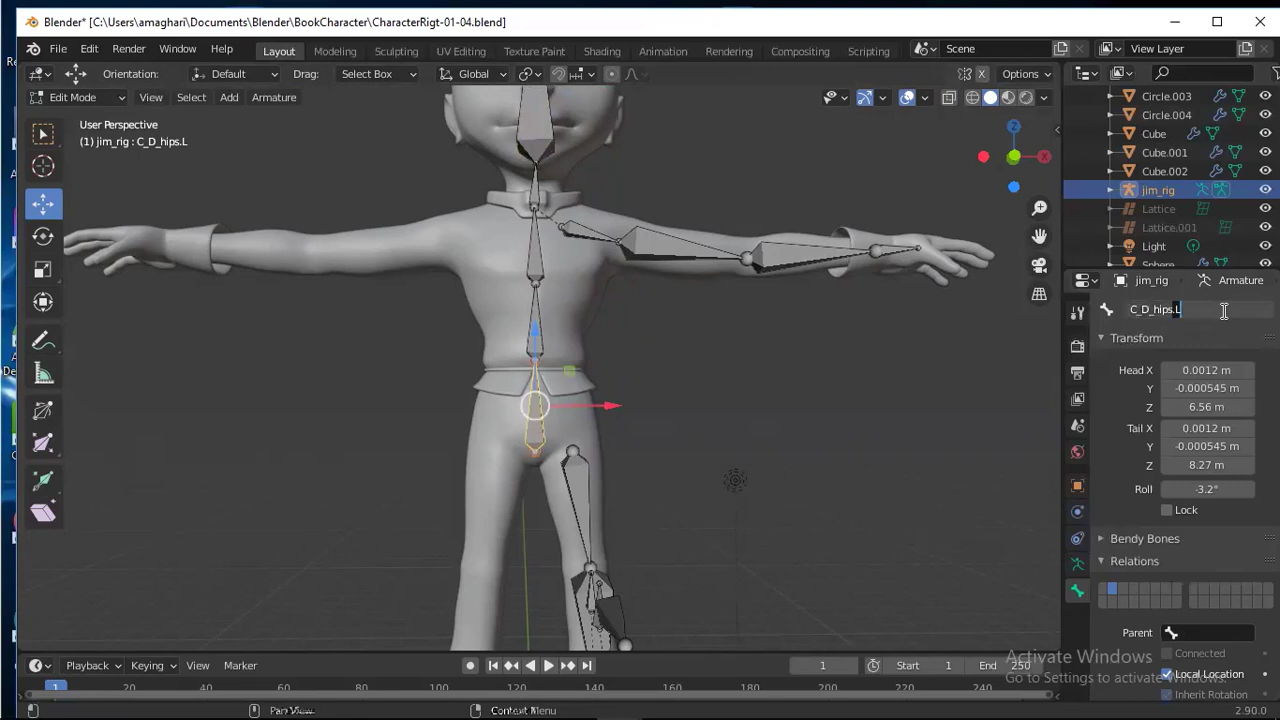 Blender* [C:\Users\amaghari\Documents\Blender\BookCharacter\CharacterRigt-01-04.blend]
File Edit Render Window Help Layout Modeling Sculpting UV Editing Texture Paint Shading Animation Rendering Compositing Scripting Scene View Layer
Orientation: Default Drag: Select Box Global X Options
Edit Mode View Select Add Armature
User Perspective
(1) jim_rig : C_D_hips.L
Z
X
Circle.003
Circle.004
Cube
Cube.001
Cube.002
jim_rig
Lattice
Lattice.001
Light
jim_rig Armature
C_D_hips.L
Transform
Head X 0.0012 m
Y -0.000545 m
Z 6.56 m
Tail X 0.0012 m
Y -0.000545 m
Z 8.27 m
Roll -3.2°
Lock
Bendy Bones
Relations
Parent
Connected
Local Location
Inherit Rotation
Activate Windows
Go to Settings to activate Windows.
Playback Keying View Marker 1 Start 1 End 250
1 20 40 60 80 100 120 140 160 180 200 220 240
Pan View Context Menu 2.90.0